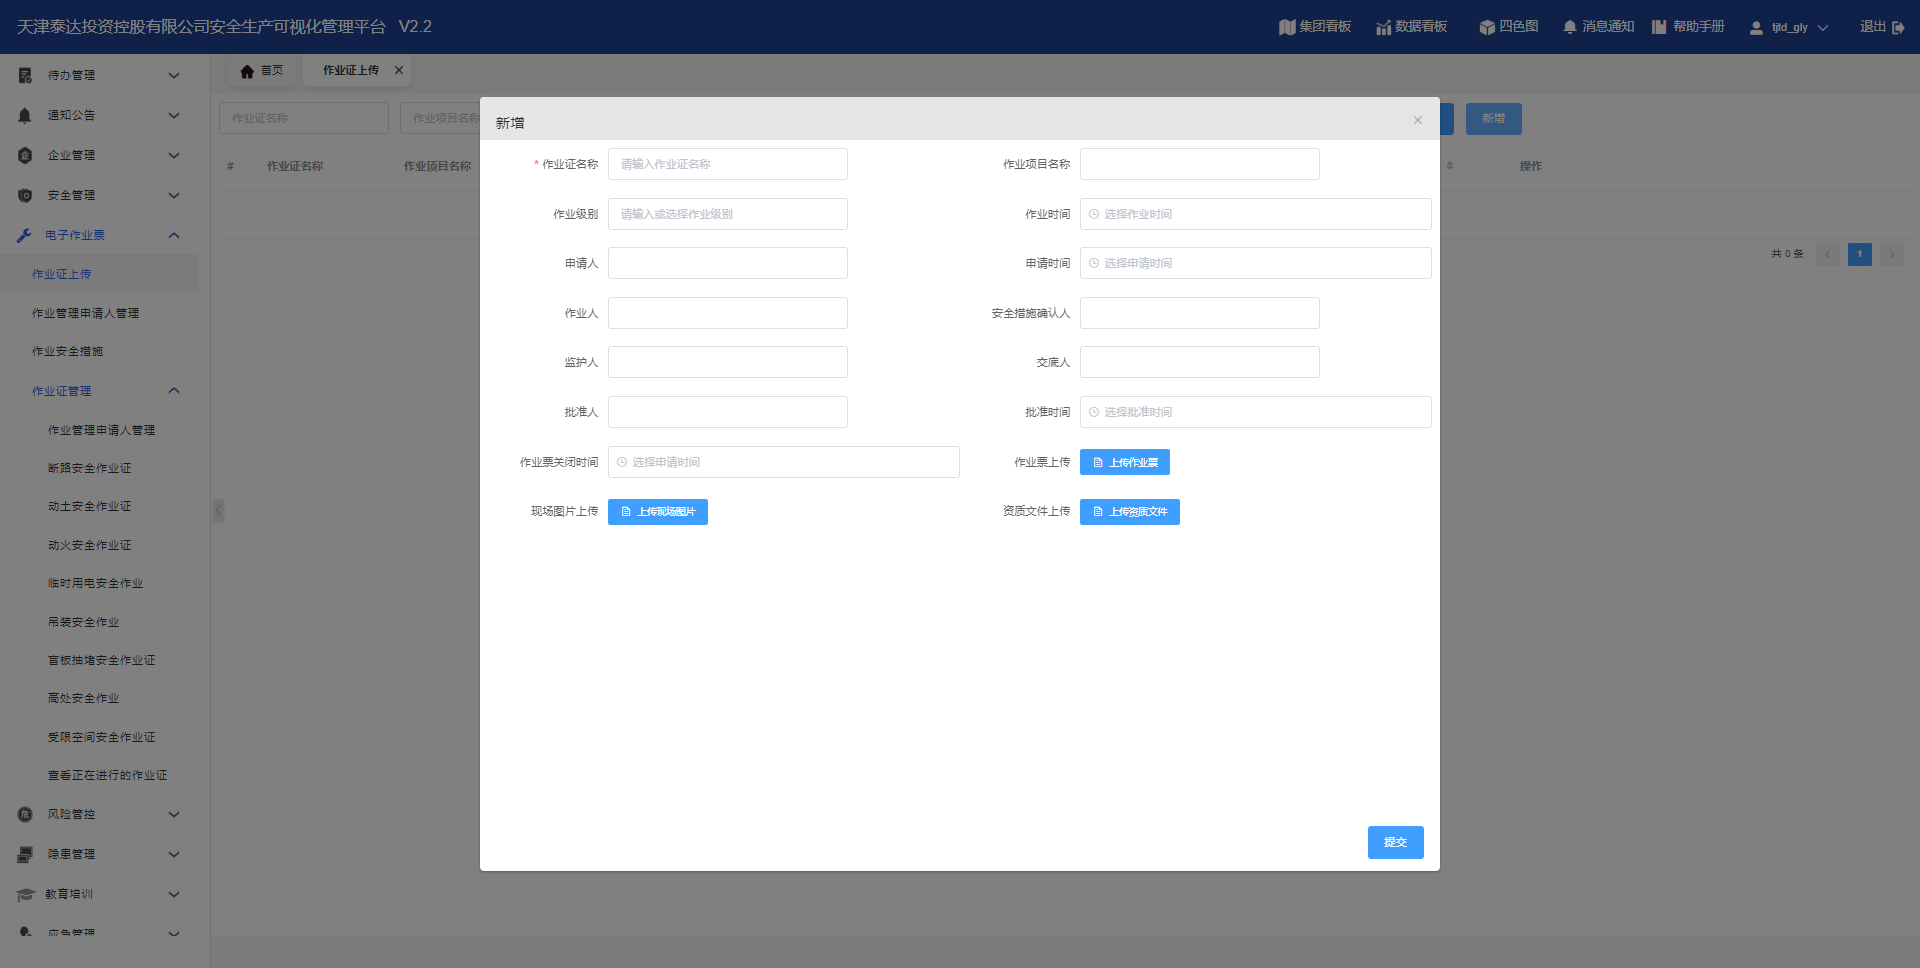 天津泰达投资控股有限公司安全生产可视化管理平台 V2.2
集团看板 数据看板 四色图 消息通知 帮助手册 tjtd_gly 退出
待办管理
通知公告
企业管理
安全管理
电子作业票
作业证上传
作业管理申请人管理
作业安全措施
作业证管理
作业管理申请人管理
断路安全作业证
动土安全作业证
动火安全作业证
临时用电安全作业
吊装安全作业
盲板抽堵安全作业证
高处安全作业
受限空间安全作业证
查看正在进行的作业证
风险管控
隐患管理
教育培训
应急管理
首页 作业证上传
作业证名称 作业项目名称 新增
# 作业证名称 作业项目名称 操作
共 0 条 1
新增
* 作业证名称 请输入作业证名称 作业项目名称
作业级别 请输入或选择作业级别 作业时间 选择作业时间
申请人 申请时间 选择申请时间
作业人 安全措施确认人
监护人 交底人
批准人 批准时间 选择批准时间
作业票关闭时间 选择申请时间 作业票上传 上传作业票
现场图片上传 上传现场图片 资质文件上传 上传资质文件
提交